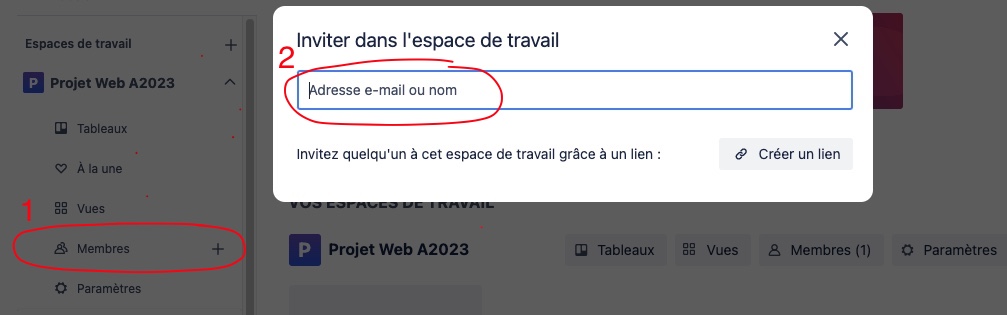 Espaces de travail
P Projet Web A2023
Tableaux
À la une
Vues
1
Membres
Paramètres
2
Inviter dans l'espace de travail
Adresse e-mail ou nom
Invitez quelqu'un à cet espace de travail grâce à un lien :
Créer un lien
VOS ESPACES DE TRAVAIL
P Projet Web A2023
Tableaux
Vues
Membres (1)
Paramètres